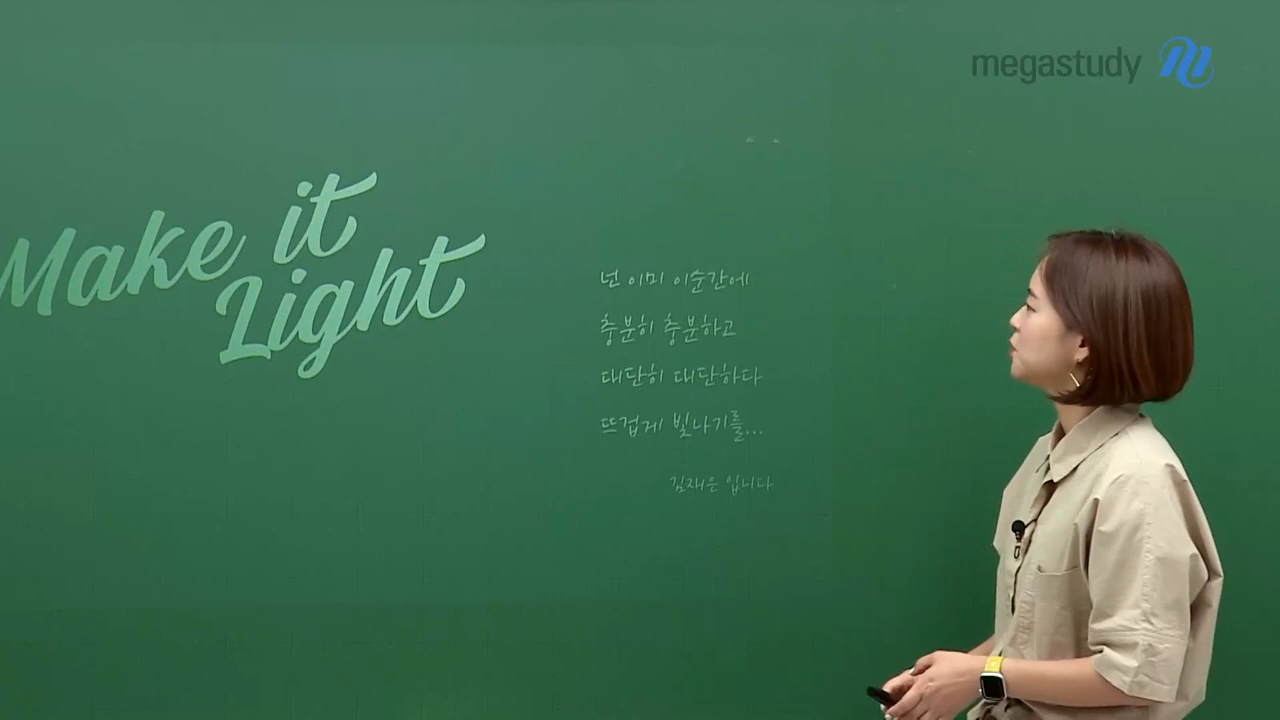 megastudy
Make it
Light
넌 이미 이순간에
충분히 충분하고
대단히 대단하다
뜨겁게 빛나기를...
김재은 입니다